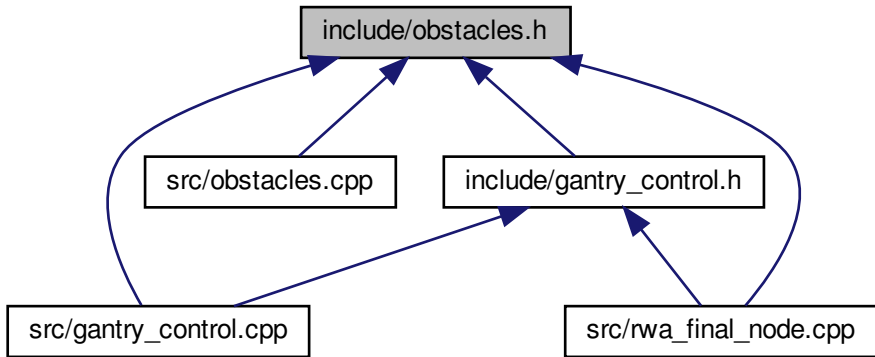 include/obstacles.h
src/obstacles.cpp
include/gantry_control.h
src/gantry_control.cpp
src/rwa_final_node.cpp